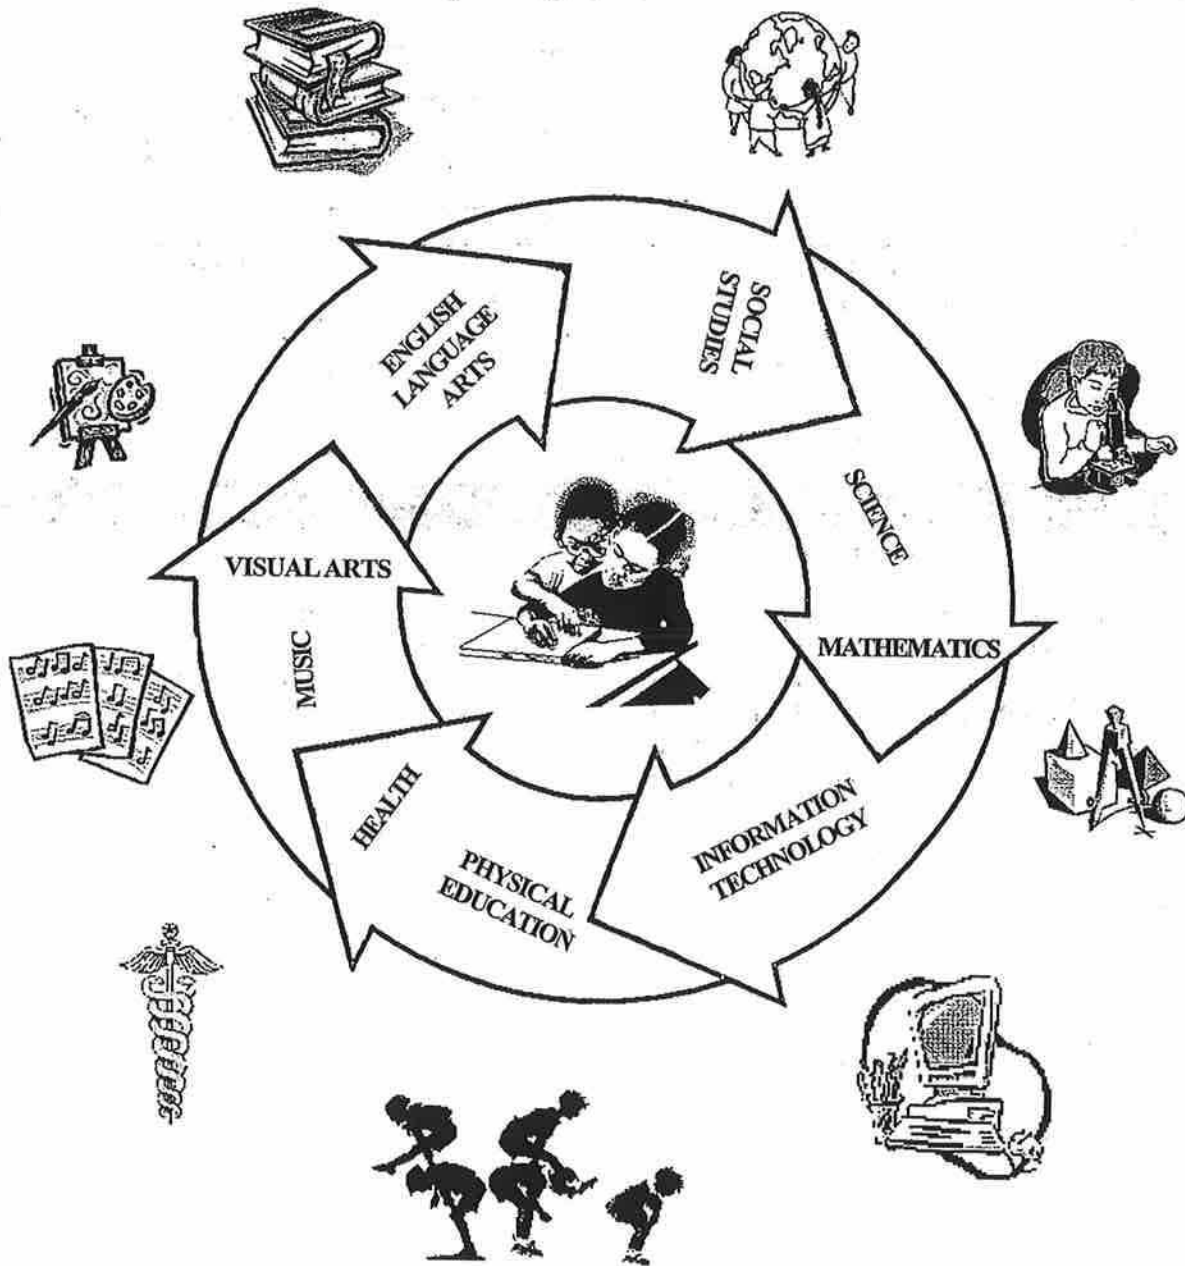 ENGLISH
LANGUAGE
ARTS
SOCIAL
STUDIES
SCIENCE
MATHEMATICS
INFORMATION
TECHNOLOGY
PHYSICAL
EDUCATION
HEALTH
MUSIC
VISUAL ARTS